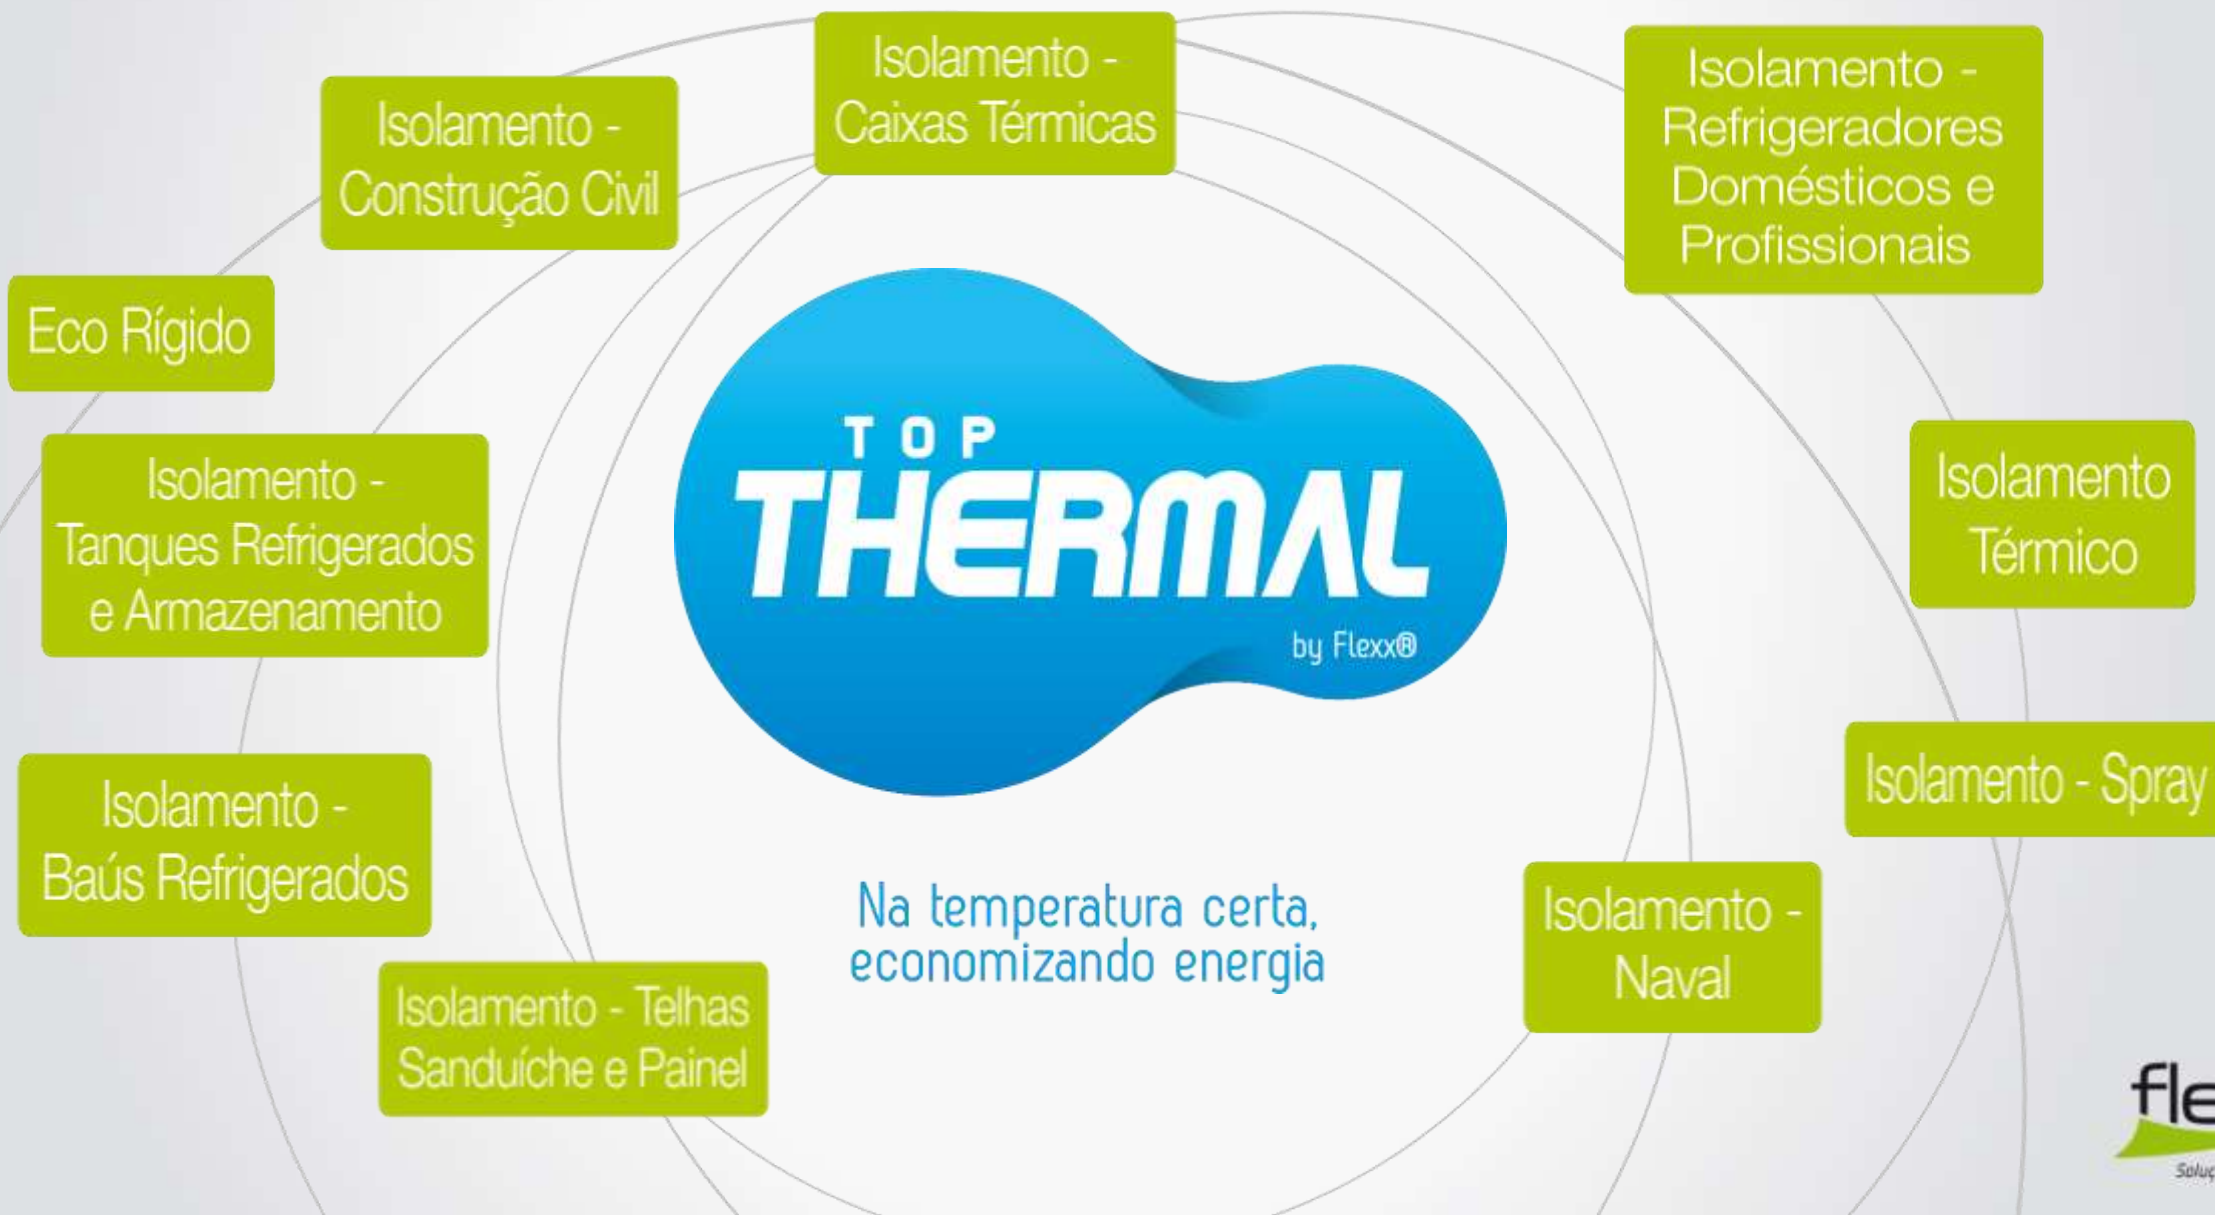 Isolamento -
Caixas Térmicas
Isolamento -
Refrigeradores
Domésticos e
Profissionais
Isolamento -
Construção Civil
Eco Rígido
Isolamento -
Tanques Refrigerados
e Armazenamento
TOP
THERMAL
by Flexx®
Isolamento
Térmico
Isolamento - Spray
Isolamento -
Baús Refrigerados
Na temperatura certa,
economizando energia
Isolamento -
Naval
Isolamento - Telhas
Sanduíche e Painel